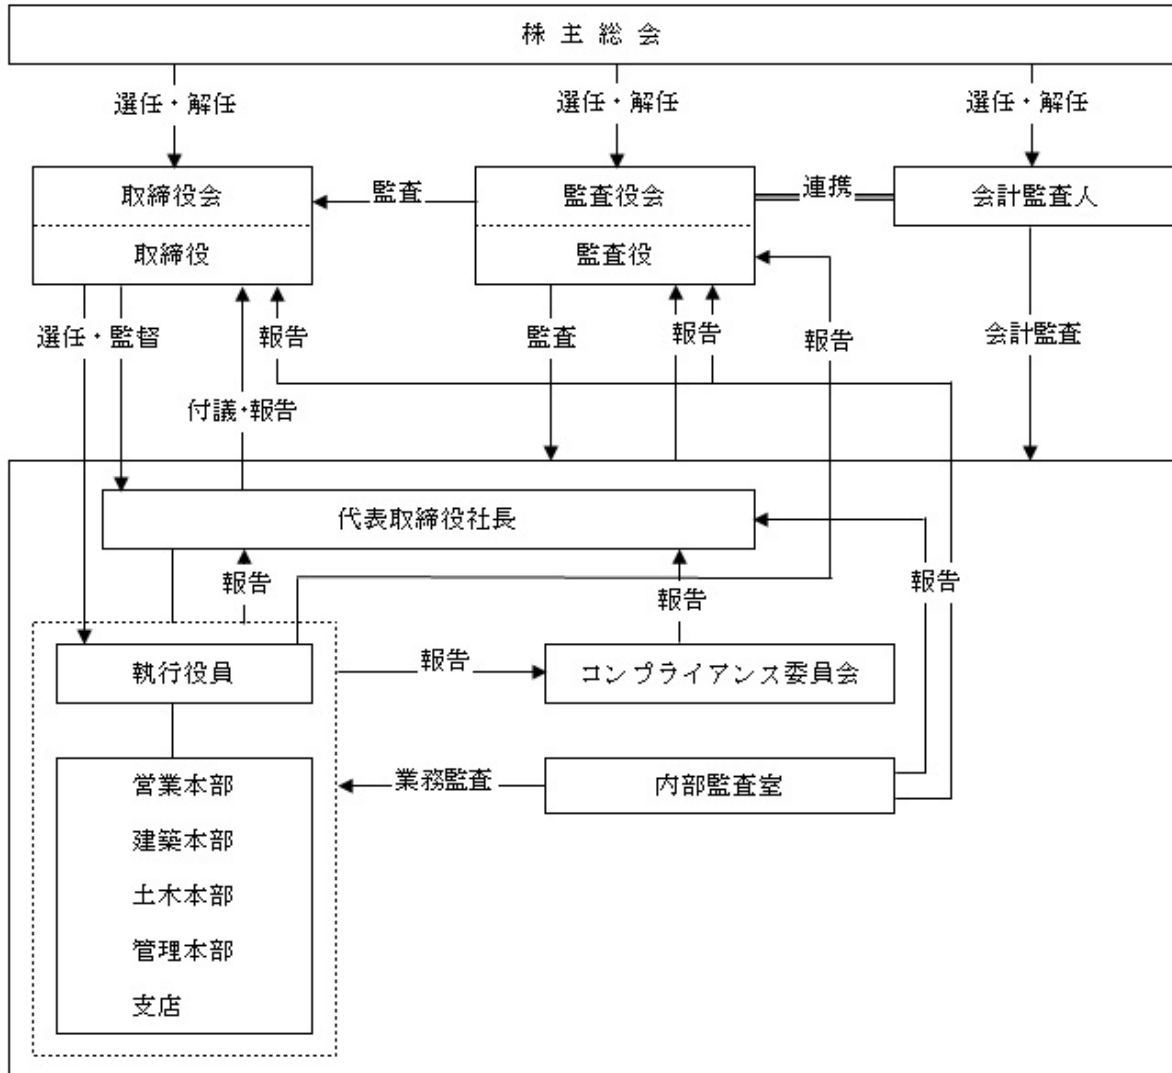 株主総会
選任・解任
選任・解任
選任・解任
取締役会
監査
監査役会
連携
会計監査人
取締役
監査役
選任・監督
報告
監査
報告
報告
会計監査
付議・報告
代表取締役社長
報告
報告
報告
執行役員
報告
コンプライアンス委員会
営業本部
業務監査
内部監査室
建築本部
土木本部
管理本部
支店